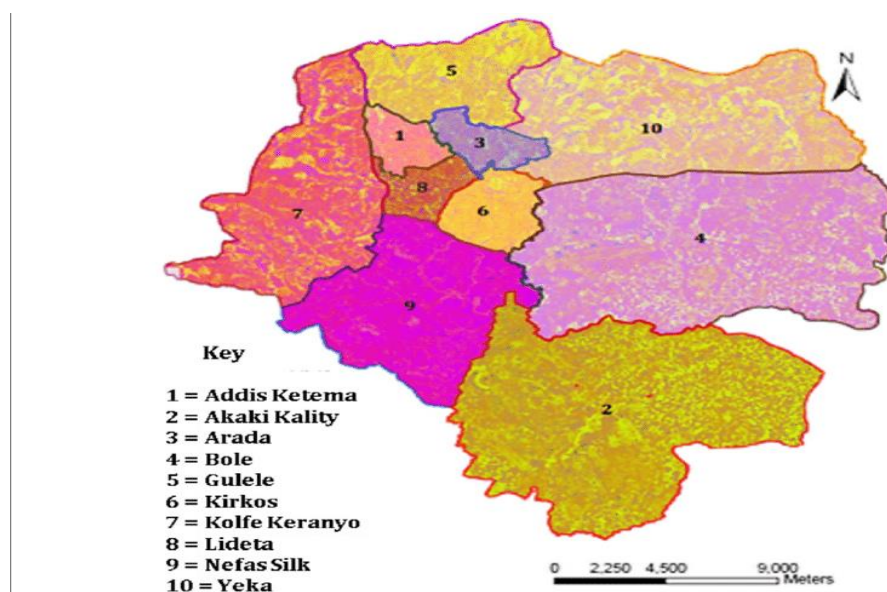 N
5
10
1
3
8
7
6
4
9
2
Key
1 = Addis Ketema
2 = Akaki Kality
3 = Arada
4 = Bole
5 = Gulele
6 = Kirkos
7 = Kolfe Keranyo
8 = Lideta
9 = Nefas Silk
10 = Yeka
0 2,250 4,500 9,000
Meters